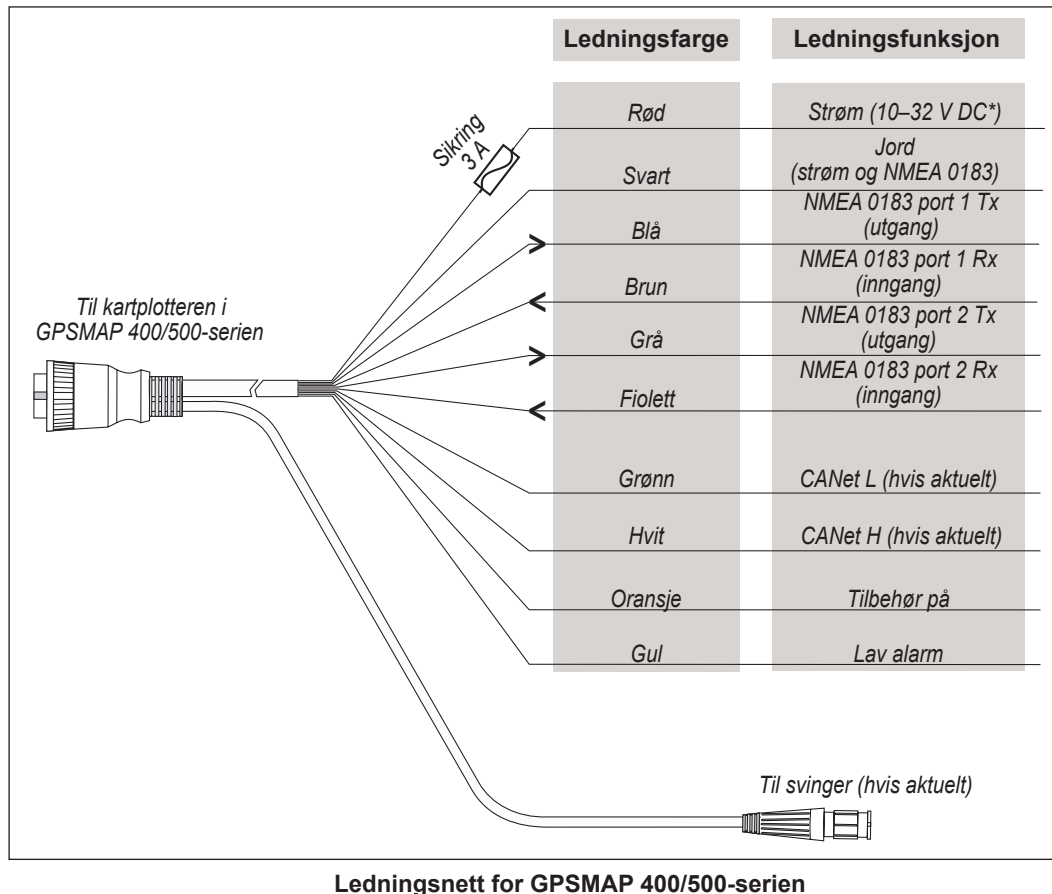 Ledningsfarge Ledningsfunksjon
Rød Strøm (10–32 V DC*)
Sikring
3 A
Svart Jord
(strøm og NMEA 0183)
Blå NMEA 0183 port 1 Tx
(utgang)
Brun NMEA 0183 port 1 Rx
(inngang)
Grå NMEA 0183 port 2 Tx
(utgang)
Fiolett NMEA 0183 port 2 Rx
(inngang)
Til kartplotteren i
GPSMAP 400/500-serien
Grønn CANet L (hvis aktuelt)
Hvit CANet H (hvis aktuelt)
Oransje Tilbehør på
Gul Lav alarm
Til svinger (hvis aktuelt)
Ledningsnett for GPSMAP 400/500-serien